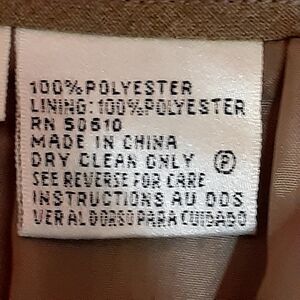 100%POLYESTER
LINING:100%POLYESTER
RN 50610
MADE IN CHINA
DRY CLEAN ONLY Ⓟ
SEE REVERSE FOR CARE
INSTRUCTIONS AU DOS
VER AL DORSO PARA CUIDADO